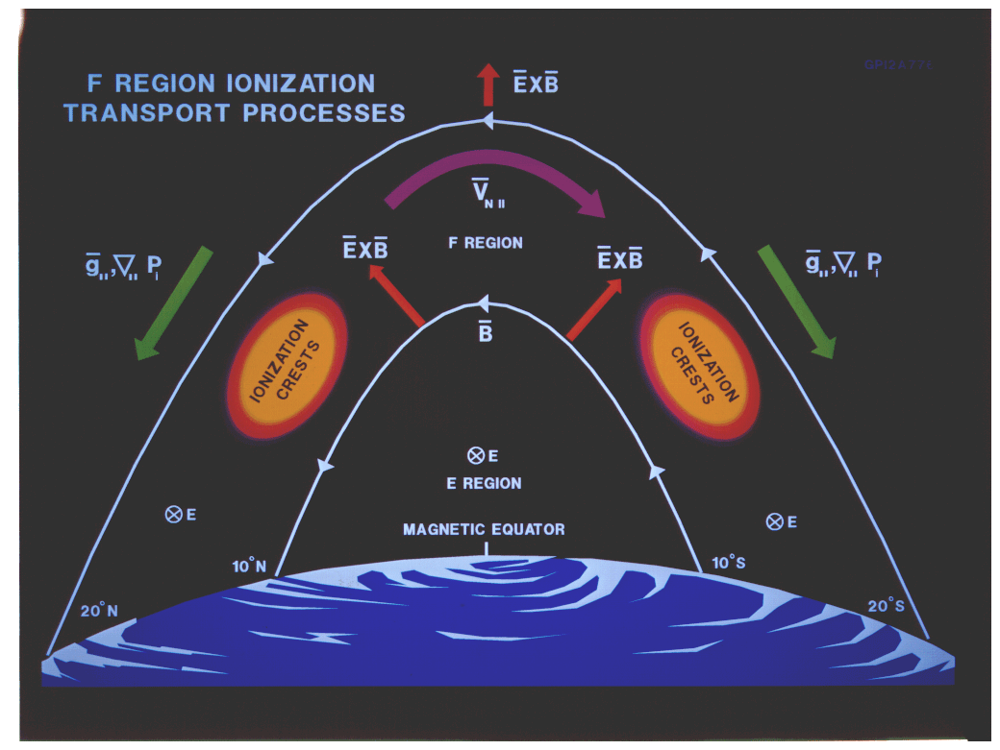 GPI2A77
F REGION IONIZATION
TRANSPORT PROCESSES
E̅XB̅
V̅N II
F REGION
E̅XB̅
E̅XB̅
g̅II,∇II Pi
g̅II,∇II Pi
B̅
IONIZATION
CRESTS
IONIZATION
CRESTS
⊗E
E REGION
⊗E
⊗E
MAGNETIC EQUATOR
10°N
10°S
20°N
20°S